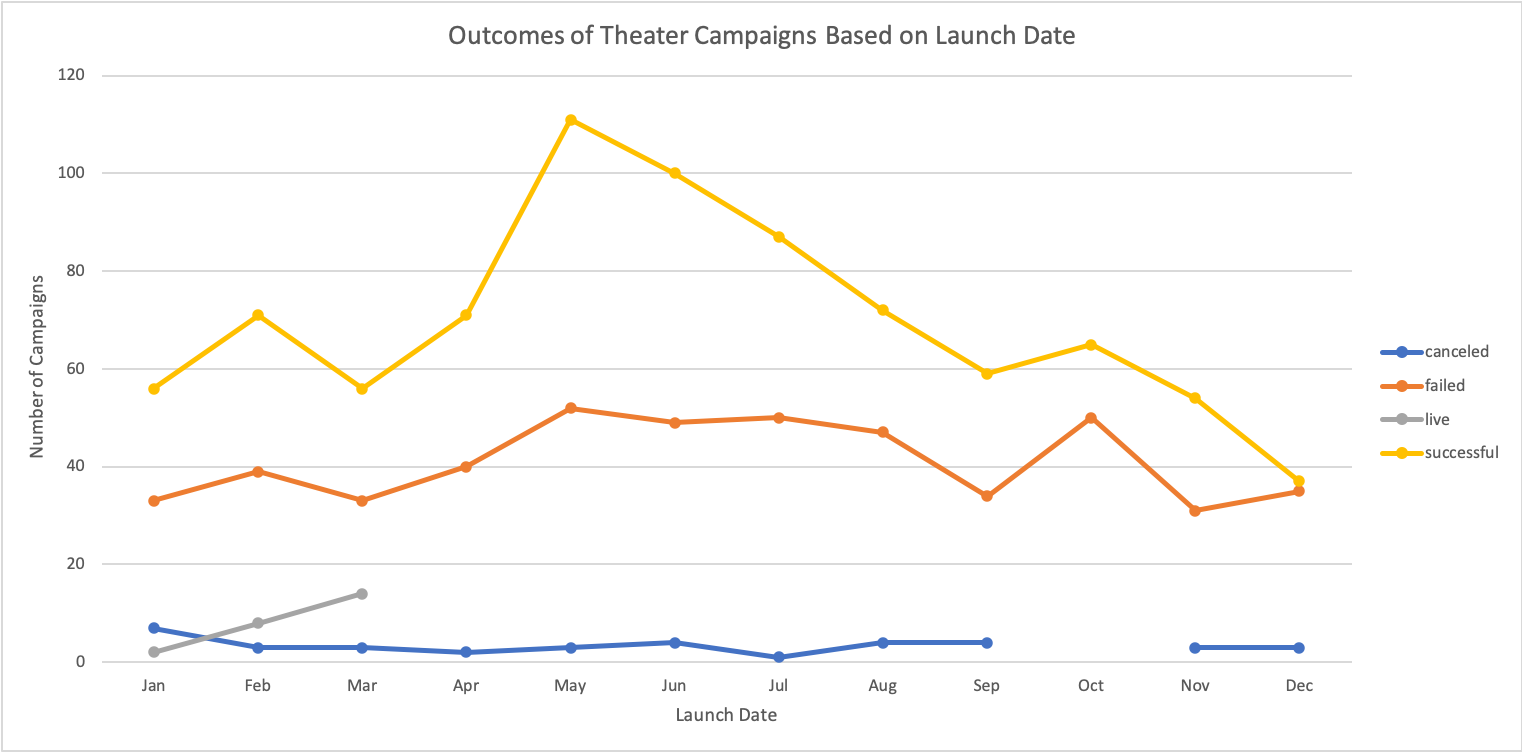 Outcomes of Theater Campaigns Based on Launch Date
120
100
80
60
40
20
0
Number of Campaigns
Jan Feb Mar Apr May Jun Jul Aug Sep Oct Nov Dec
Launch Date
canceled
failed
live
successful